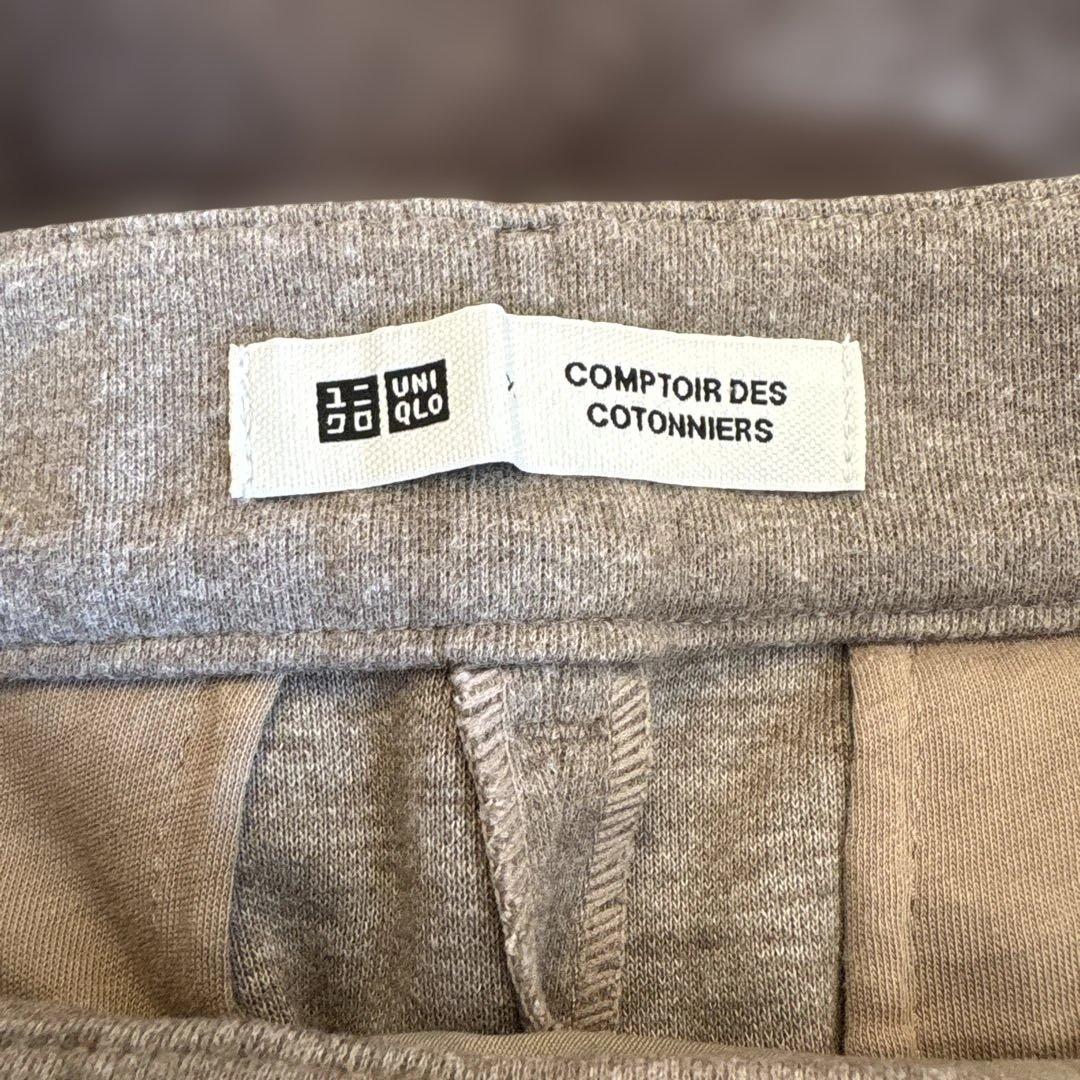 ユニ
クロ
UNI
QLO
COMPTOIR DES
COTONNIERS